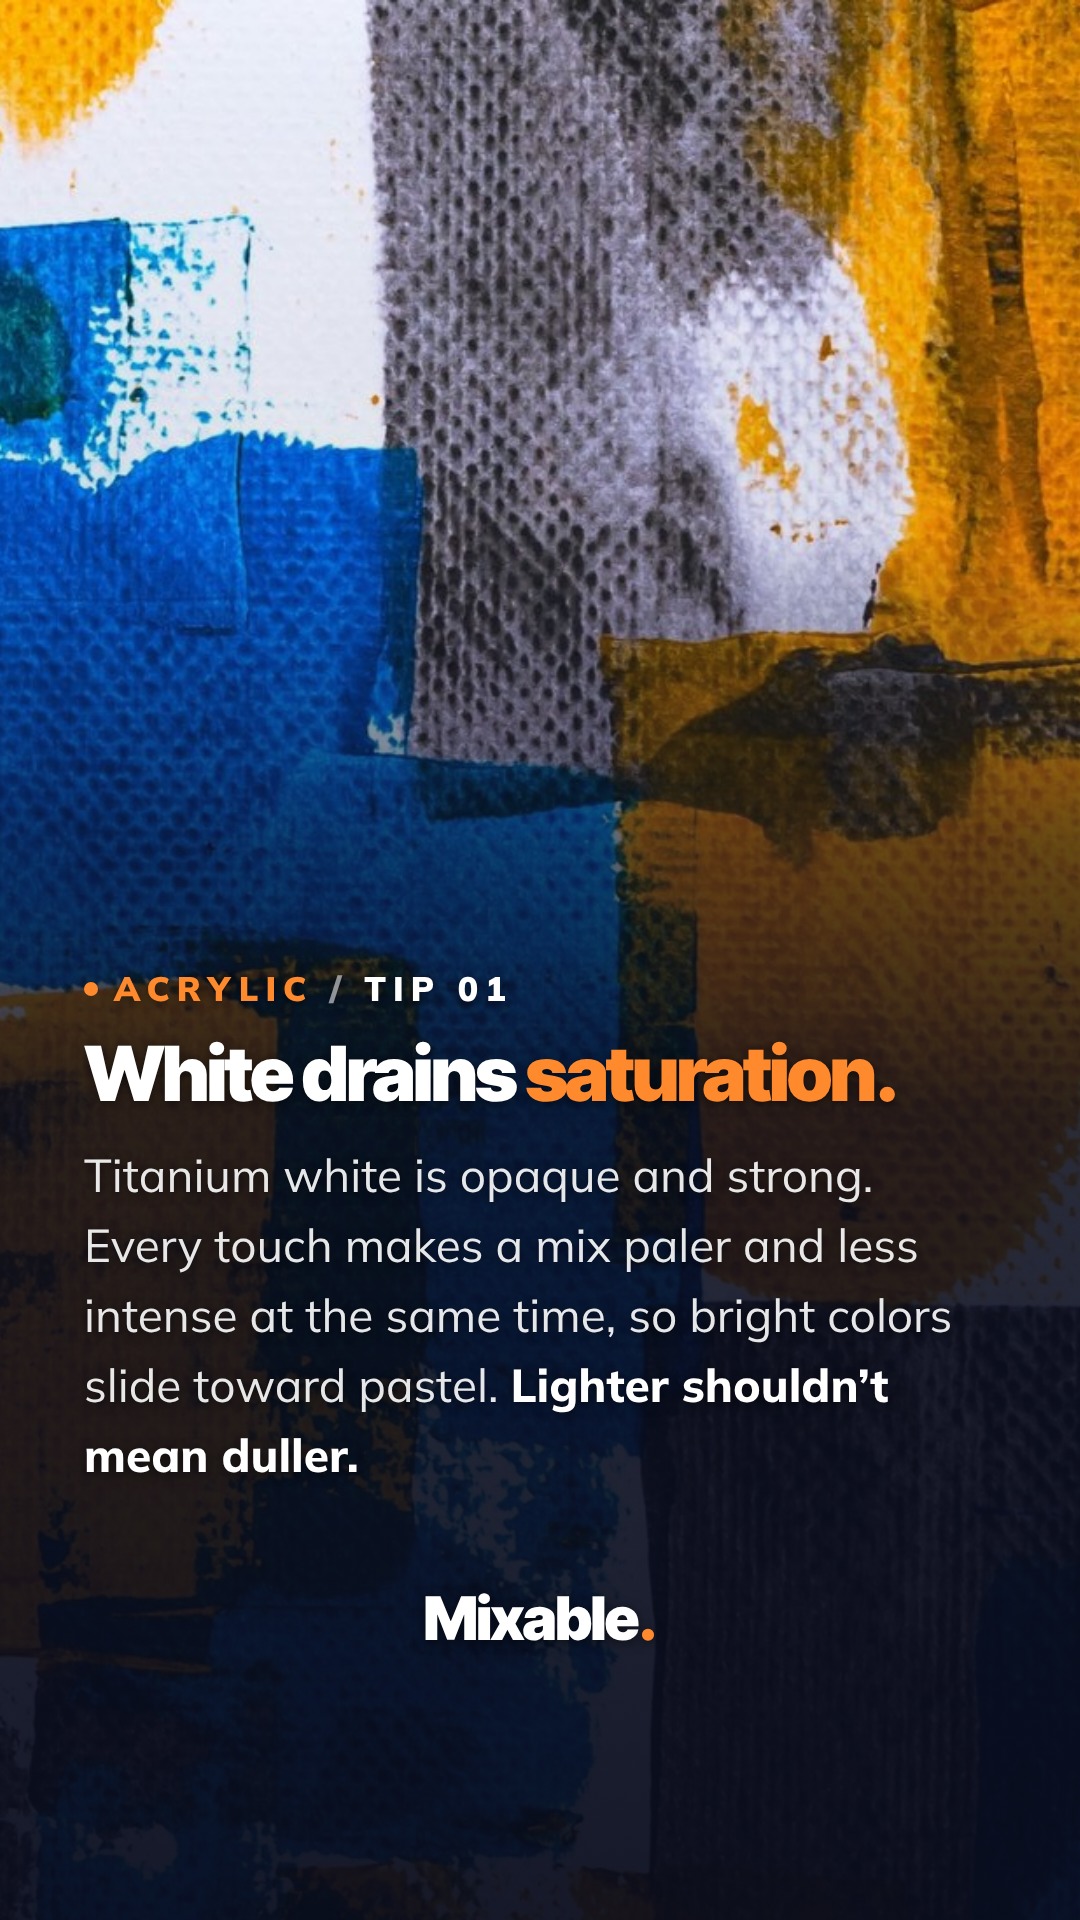 • ACRYLIC / TIP 01
White drains saturation.
Titanium white is opaque and strong.
Every touch makes a mix paler and less
intense at the same time, so bright colors
slide toward pastel. Lighter shouldn’t
mean duller.
Mixable.